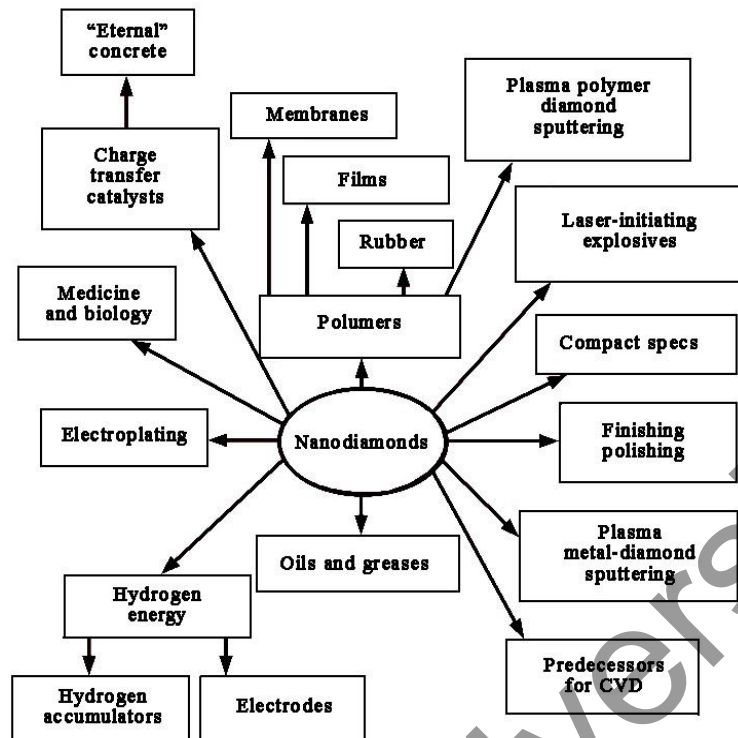 “Eternal”
concrete
Membranes
Plasma polymer
diamond
sputtering
Charge
transfer
catalysts
Films
Rubber
Laser-initiating
explosives
Medicine
and biology
Polumers
Compact specs
Electroplating
Nanodiamonds
Finishing
polishing
Oils and greases
Plasma
metal-diamond
sputtering
Hydrogen
energy
Predecessors
for CVD
Hydrogen
accumulators
Electrodes